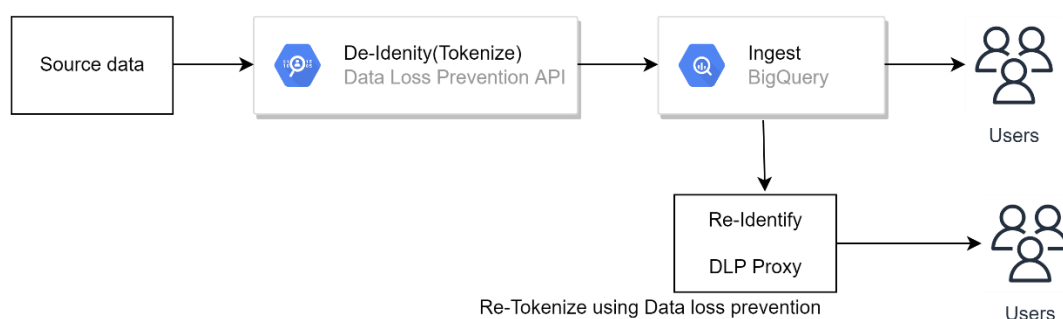 Source data
De-Idenity(Tokenize)
Data Loss Prevention API
Ingest
BigQuery
Users
Re-Identify
DLP Proxy
Re-Tokenize using Data loss prevention
Users